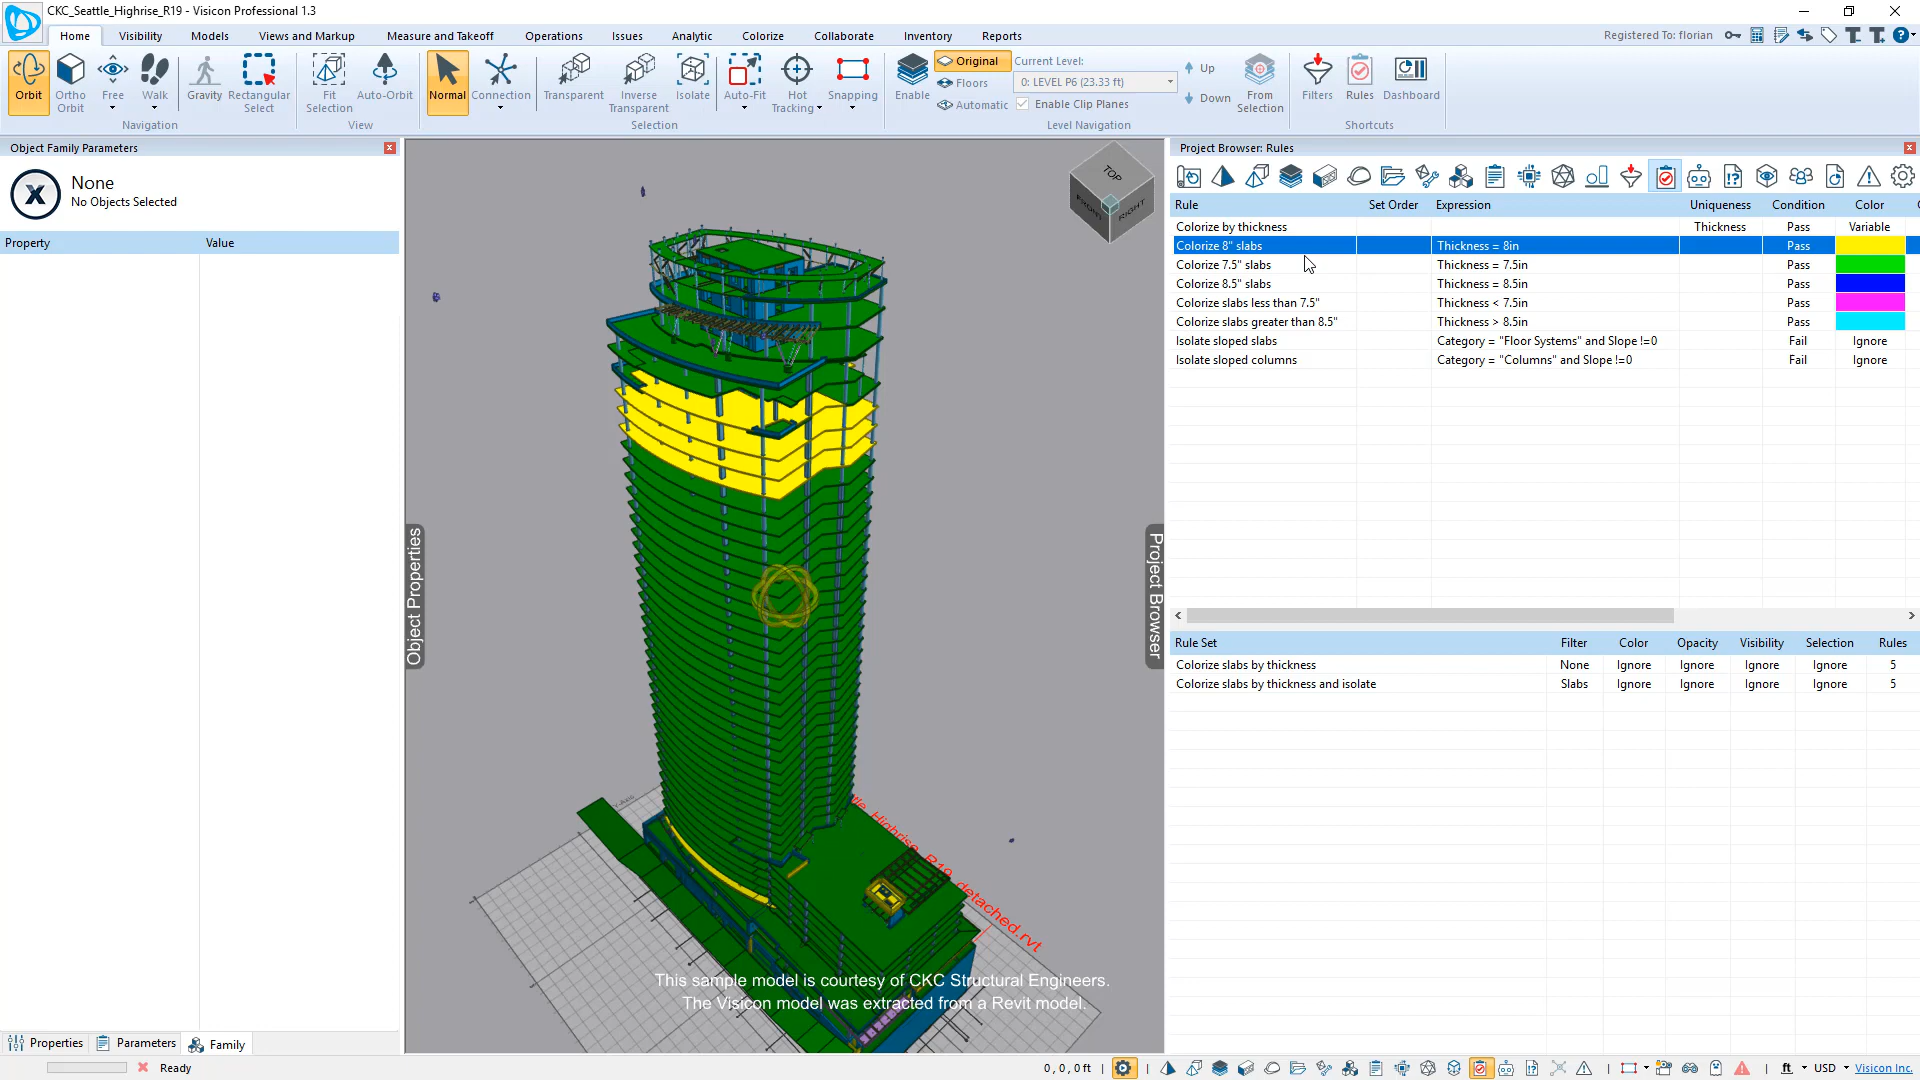 CKC_Seattle_Highrise_R19 - Visicon Professional 1.3
Home Visibility Models Views and Markup Measure and Takeoff Operations Issues Analytic Colorize Collaborate Inventory Reports Registered To: florian
Orbit Ortho Orbit Free Walk Gravity Rectangular Select Fit Selection Auto-Orbit Normal Connection Transparent Inverse Transparent Isolate Auto-Fit Hot Tracking Snapping Enable Original Floors Automatic Current Level: 0: LEVEL P6 (23.33 ft) Enable Clip Planes Up Down From Selection Filters Rules Dashboard
Navigation View Selection Level Navigation Shortcuts
Object Family Parameters
None
No Objects Selected
Property Value
Object Properties
TOP
FRONT
RIGHT
Highrise_R19_detached.rvt
This sample model is courtesy of CKC Structural Engineers.
The Visicon model was extracted from a Revit model.
Project Browser
Project Browser: Rules
Rule Set Order Expression Uniqueness Condition Color
Colorize by thickness Thickness Pass Variable
Colorize 8" slabs Thickness = 8in Pass
Colorize 7.5" slabs Thickness = 7.5in Pass
Colorize 8.5" slabs Thickness = 8.5in Pass
Colorize slabs less than 7.5" Thickness < 7.5in Pass
Colorize slabs greater than 8.5" Thickness > 8.5in Pass
Isolate sloped slabs Category = "Floor Systems" and Slope !=0 Fail Ignore
Isolate sloped columns Category = "Columns" and Slope !=0 Fail Ignore
Rule Set Filter Color Opacity Visibility Selection Rules
Colorize slabs by thickness None Ignore Ignore Ignore Ignore 5
Colorize slabs by thickness and isolate Slabs Ignore Ignore Ignore Ignore 5
Properties Parameters Family
Ready 0, 0, 0 ft ft USD Visicon Inc.